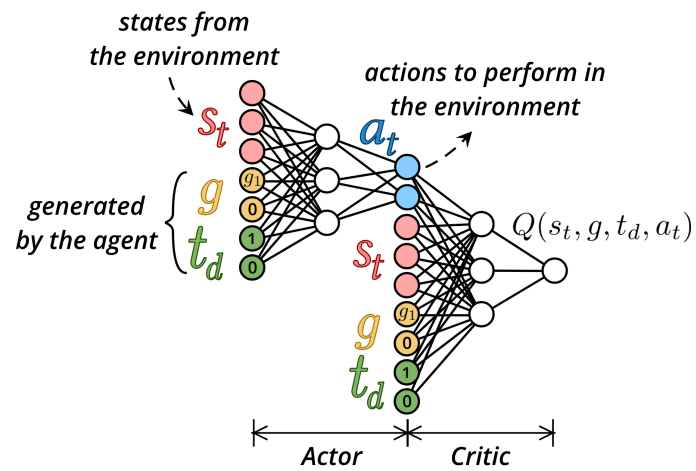 states from
the environment
actions to perform in
the environment
s_t
a_t
g_1
g
0
generated
by the agent
1
t_d
0
Q(s_t, g, t_d, a_t)
s_t
g_1
g
0
1
t_d
0
Actor
Critic